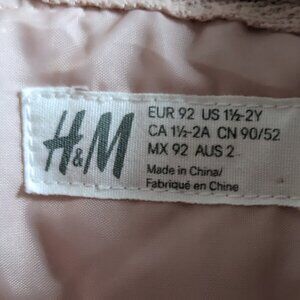 H&M
EUR 92 US 1½-2Y
CA 1½-2A CN 90/52
MX 92 AUS 2
Made in China/
Fabriqué en Chine